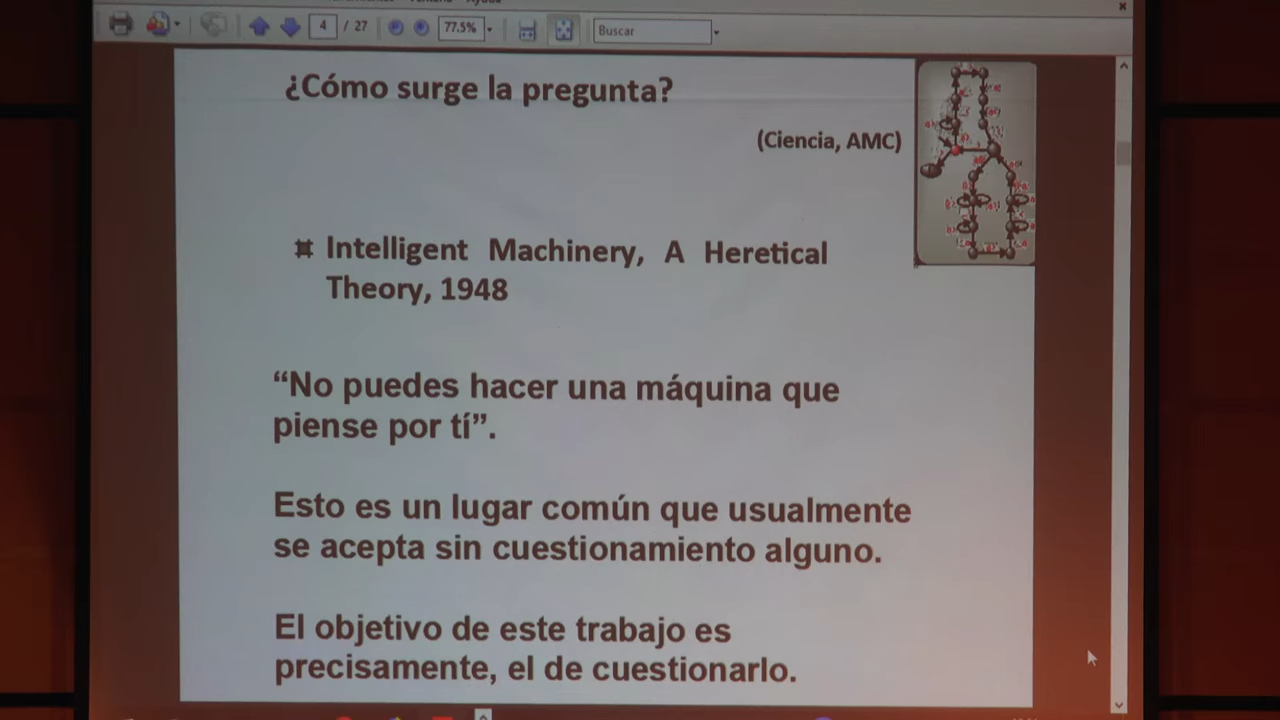 4 / 27 77.5% Buscar
¿Cómo surge la pregunta?
(Ciencia, AMC)
⌗ Intelligent Machinery, A Heretical
Theory, 1948
“No puedes hacer una máquina que
piense por tí”.
Esto es un lugar común que usualmente
se acepta sin cuestionamiento alguno.
El objetivo de este trabajo es
precisamente, el de cuestionarlo.